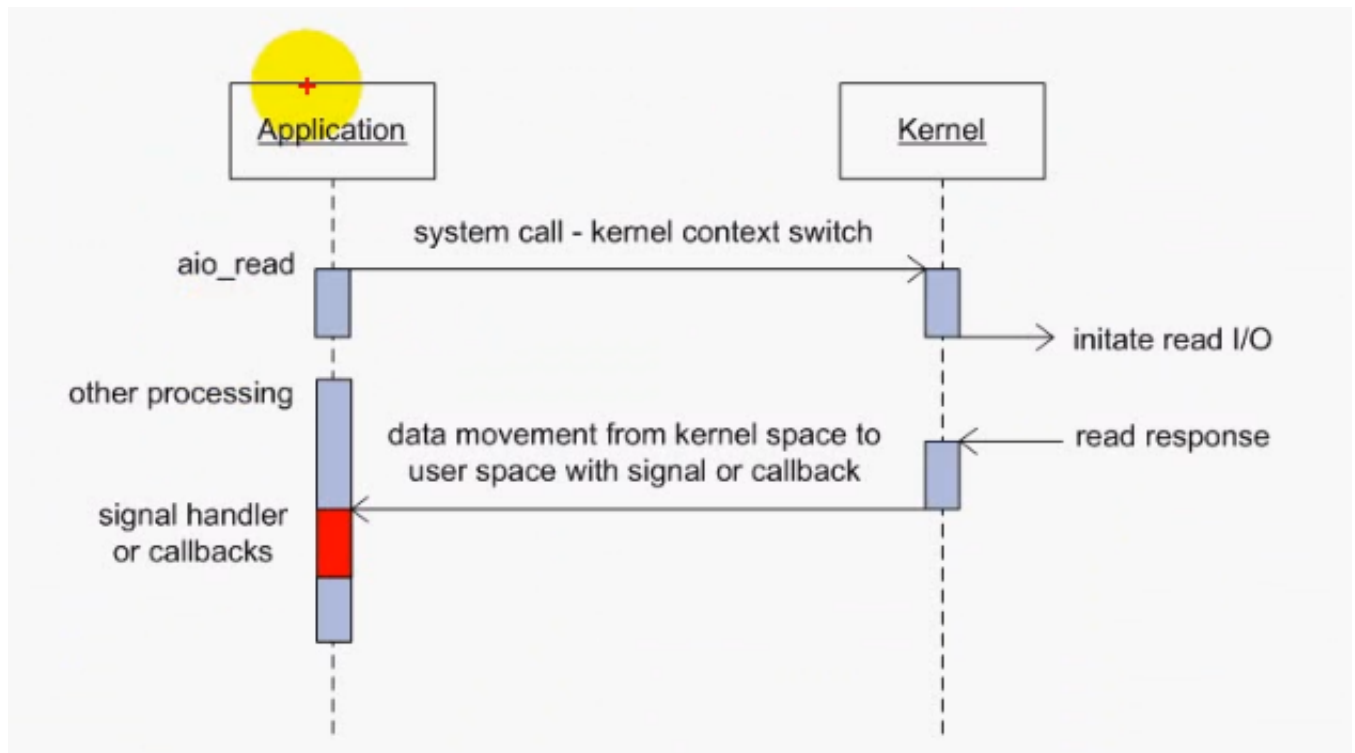 Application
Kernel
system call - kernel context switch
aio_read
initate read I/O
other processing
data movement from kernel space to
user space with signal or callback
read response
signal handler
or callbacks